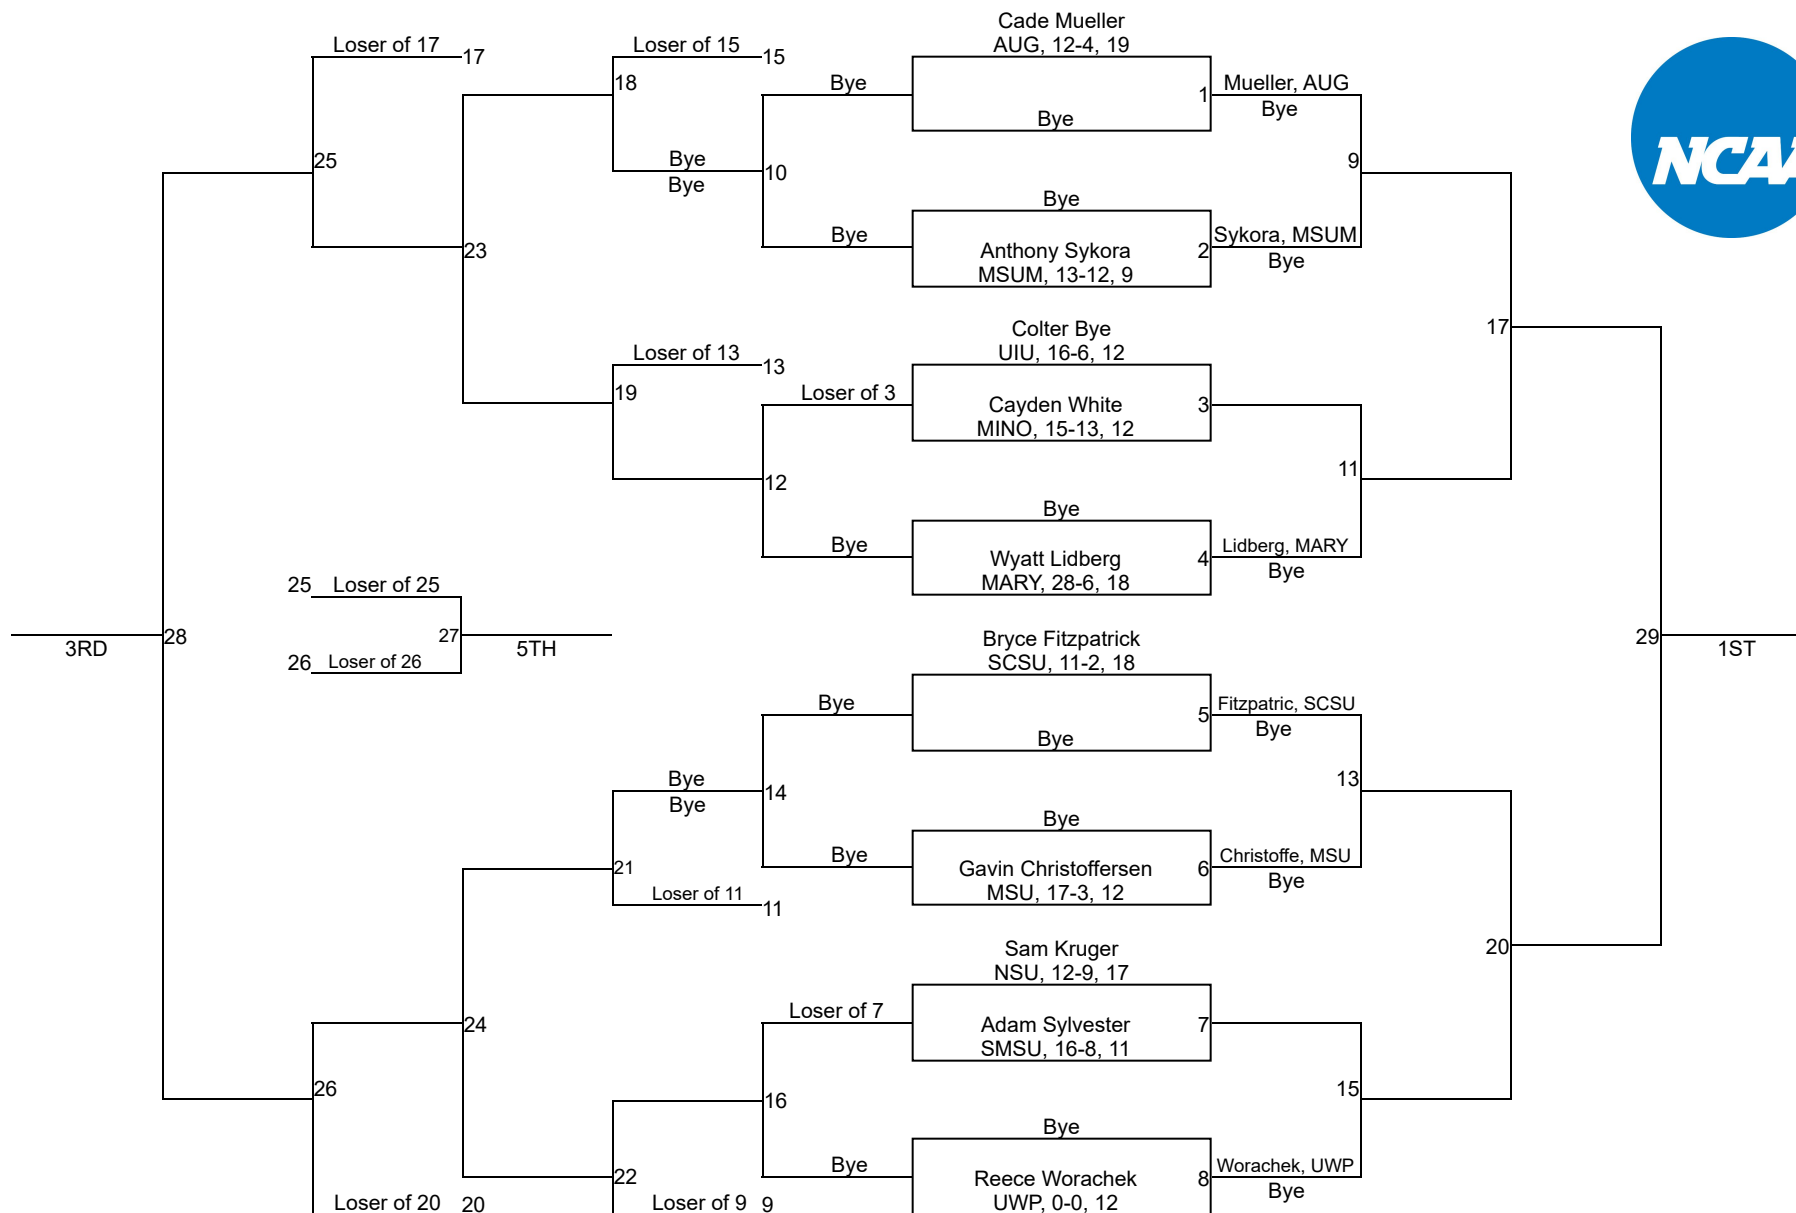 Cade Mueller
Loser of 17
17
Loser of 15
15
AUG, 12-4, 19
18
Bye
1
Mueller, AUG
Bye
Bye
NCAA
25
Bye
Bye
10
9
Bye
23
Bye
Anthony Sykora
MSUM, 13-12, 9
2
Sykora, MSUM
Bye
Colter Bye
UIU, 16-6, 12
17
Loser of 13
13
19
Loser of 3
Cayden White
MINO, 15-13, 12
3
12
11
Bye
Bye
Wyatt Lidberg
MARY, 28-6, 18
4
Lidberg, MARY
Bye
25
Loser of 25
3RD
28
27
5TH
26
Loser of 26
Bryce Fitzpatrick
SCSU, 11-2, 18
29
1ST
Bye
5
Fitzpatric, SCSU
Bye
Bye
Bye
Bye
14
13
Bye
21
Bye
Gavin Christoffersen
MSU, 17-3, 12
6
Christoffe, MSU
Bye
Loser of 11
11
Sam Kruger
NSU, 12-9, 17
20
24
Loser of 7
Adam Sylvester
SMSU, 16-8, 11
7
26
16
15
Bye
22
Bye
Reece Worachek
UWP, 0-0, 12
8
Worachek, UWP
Bye
Loser of 20
20
Loser of 9
9